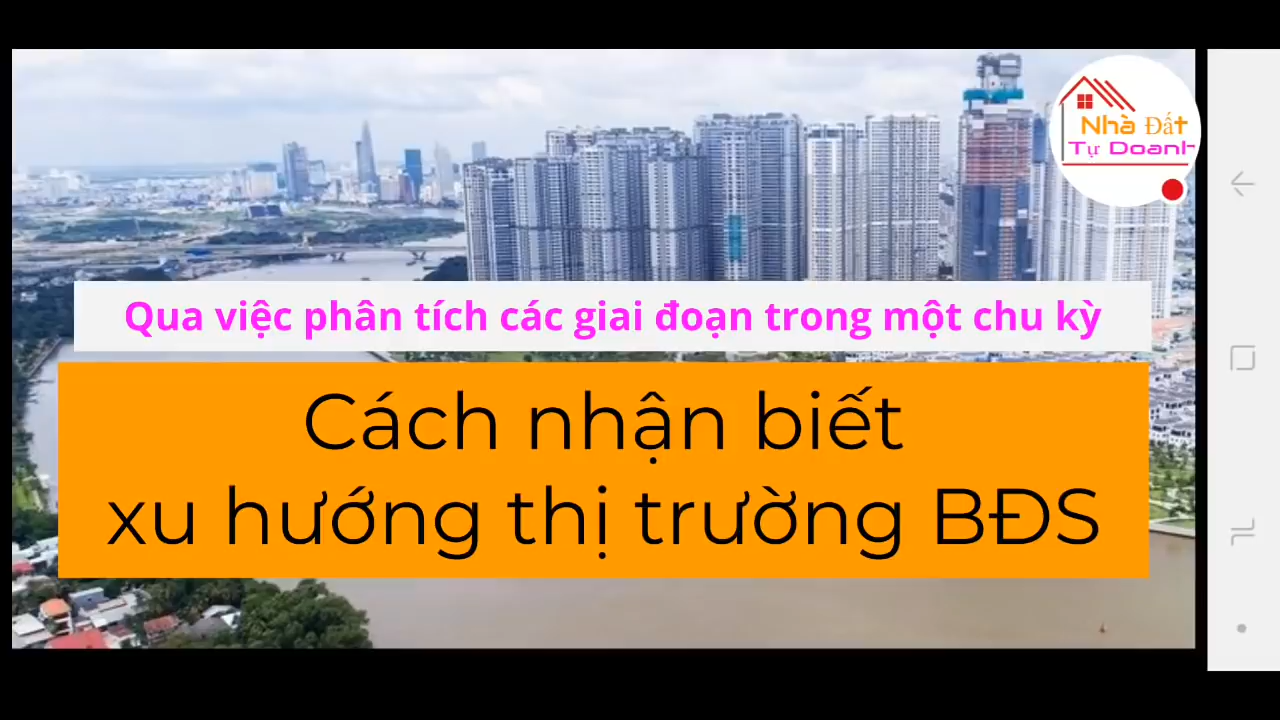 Nhà Đất
Tự Doanh
Qua việc phân tích các giai đoạn trong một chu kỳ
Cách nhận biết
xu hướng thị trường BĐS